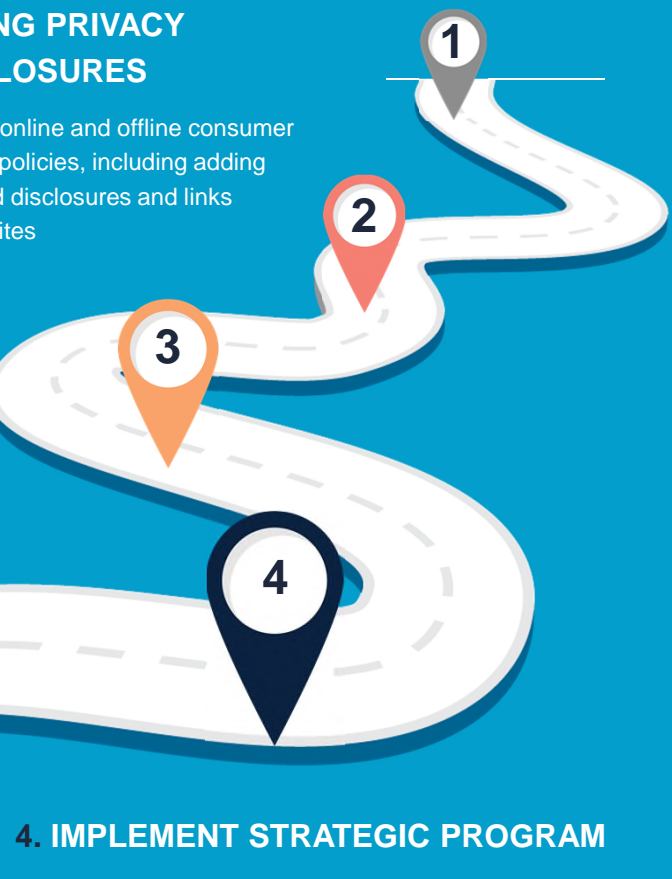 NG PRIVACY
LOSURES
online and offline consumer
policies, including adding
d disclosures and links
ites
1
2
3
4
4. IMPLEMENT STRATEGIC PROGRAM